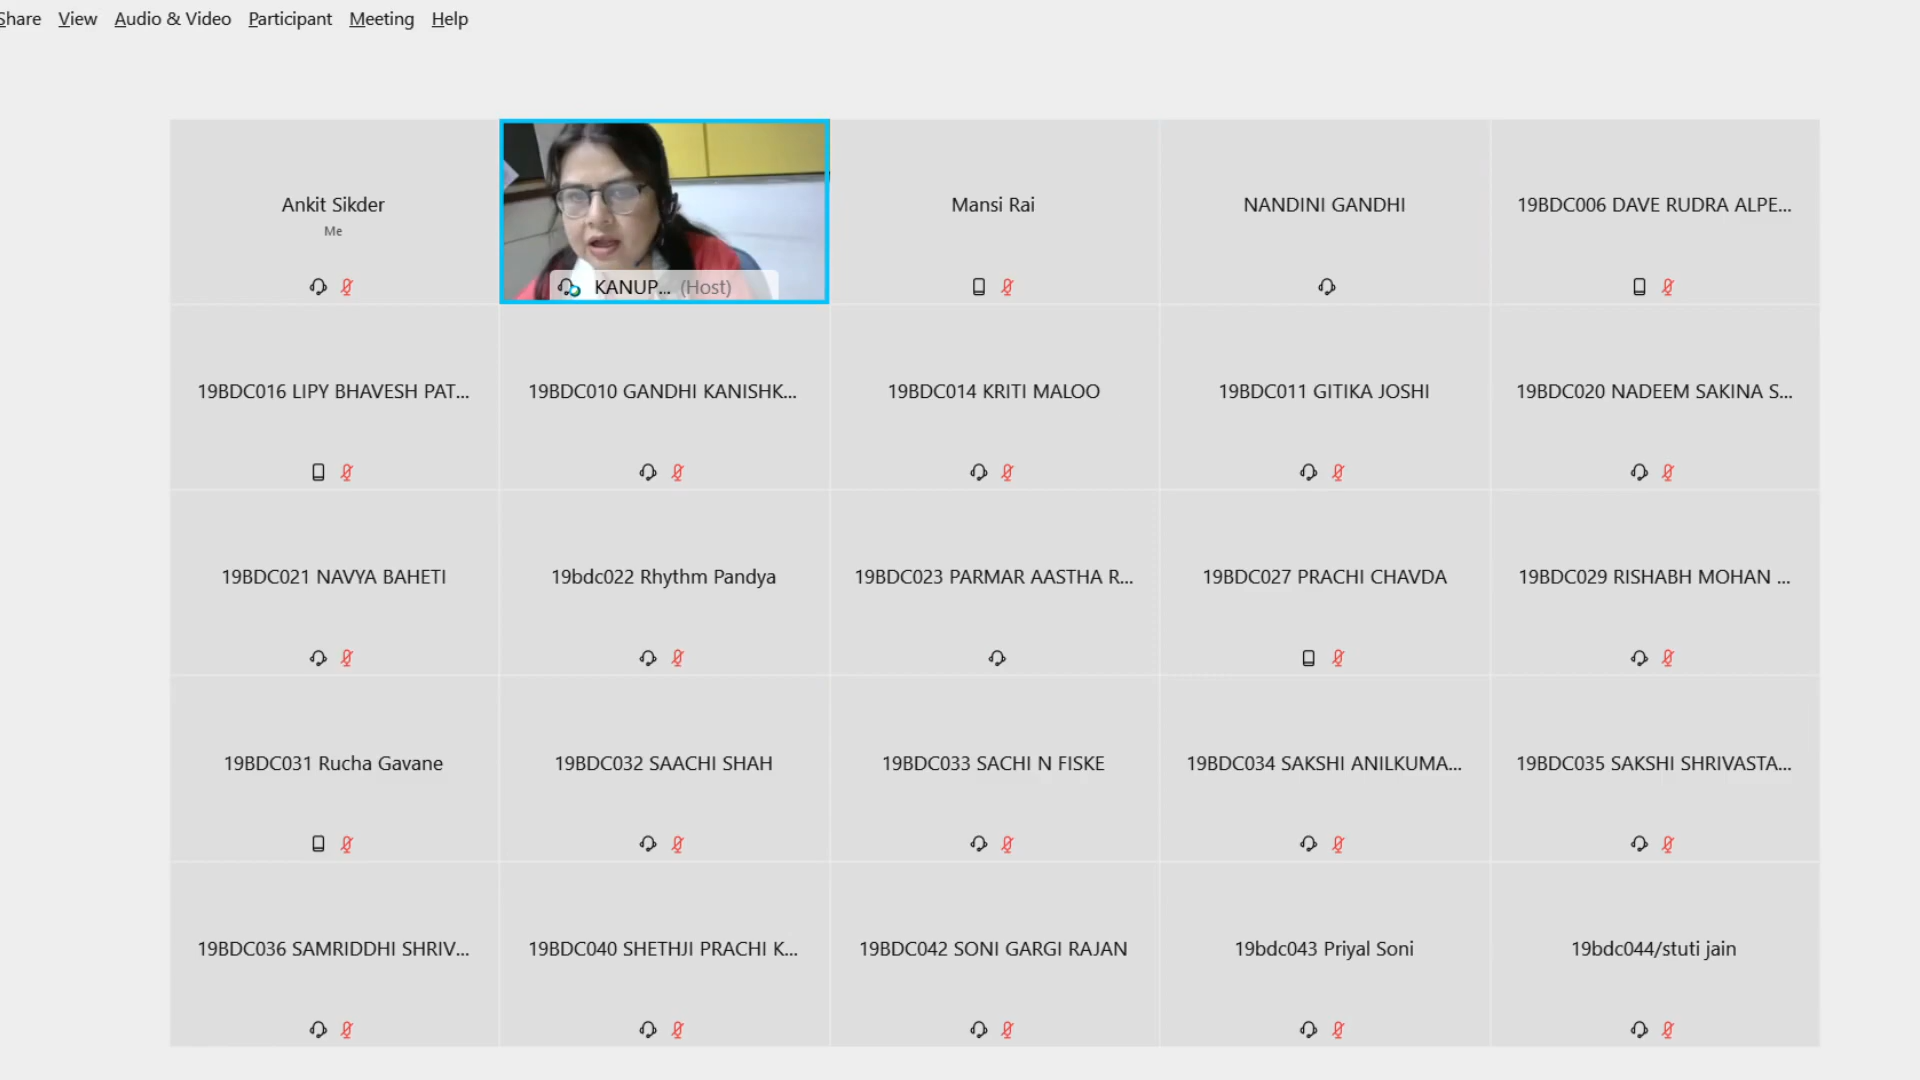 Share View Audio & Video Participant Meeting Help
Ankit Sikder
Me
KANUP... (Host)
Mansi Rai
NANDINI GANDHI
19BDC006 DAVE RUDRA ALPE...
19BDC016 LIPY BHAVESH PAT...
19BDC010 GANDHI KANISHK...
19BDC014 KRITI MALOO
19BDC011 GITIKA JOSHI
19BDC020 NADEEM SAKINA S...
19BDC021 NAVYA BAHETI
19bdc022 Rhythm Pandya
19BDC023 PARMAR AASTHA R...
19BDC027 PRACHI CHAVDA
19BDC029 RISHABH MOHAN ...
19BDC031 Rucha Gavane
19BDC032 SAACHI SHAH
19BDC033 SACHI N FISKE
19BDC034 SAKSHI ANILKUMA...
19BDC035 SAKSHI SHRIVASTA...
19BDC036 SAMRIDDHI SHRIV...
19BDC040 SHETHJI PRACHI K...
19BDC042 SONI GARGI RAJAN
19bdc043 Priyal Soni
19bdc044/stuti jain